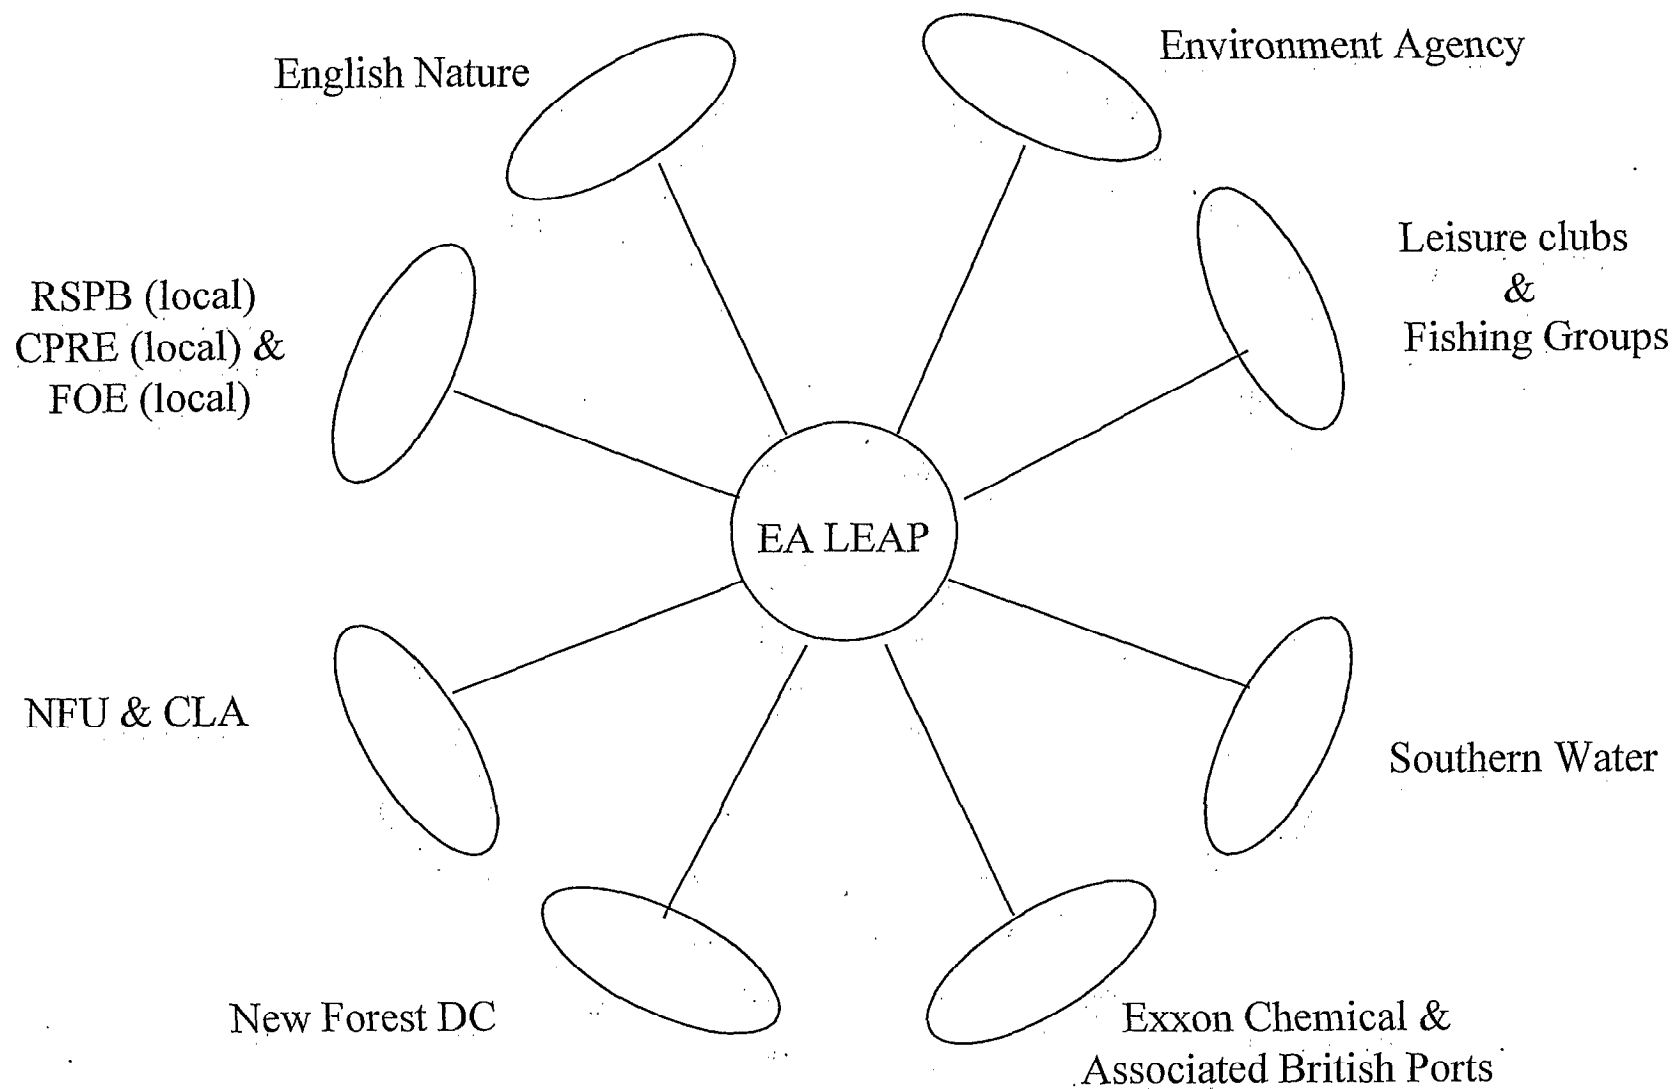 English Nature
Environment Agency
Leisure clubs
&
Fishing Groups
RSPB (local)
CPRE (local) &
FOE (local)
EA LEAP
NFU & CLA
Southern Water
New Forest DC
Exxon Chemical &
Associated British Ports